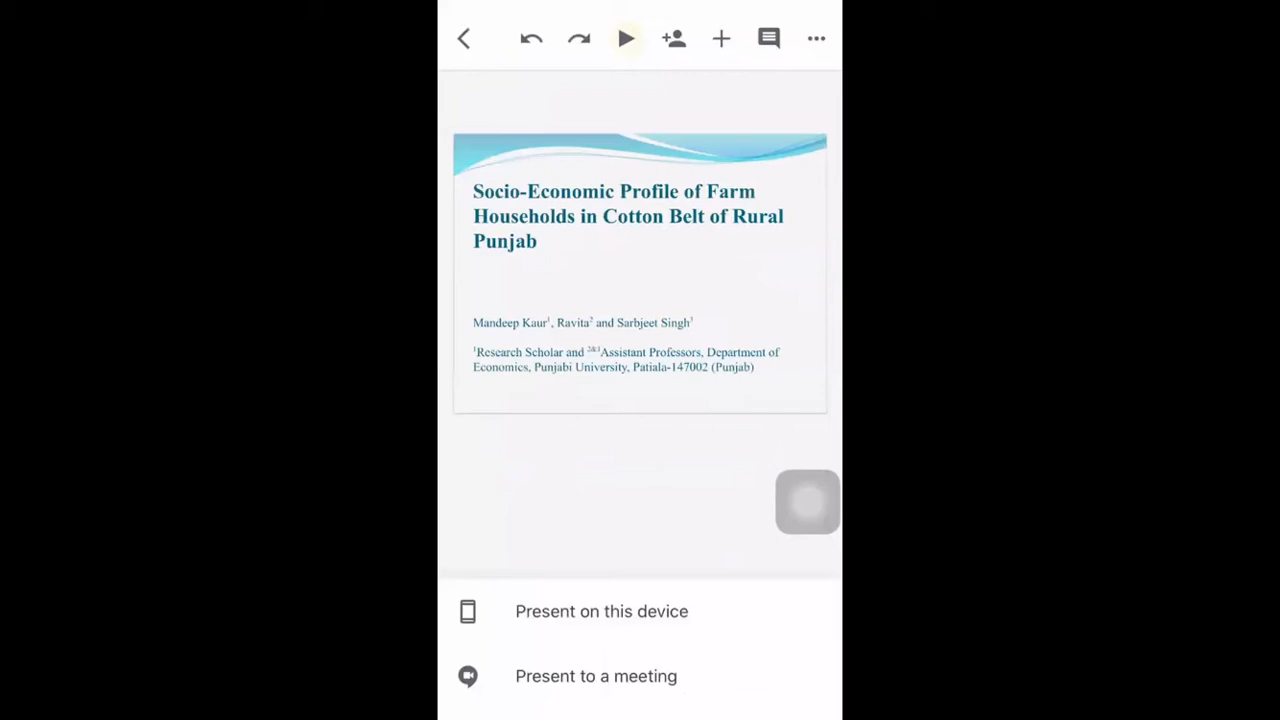 Socio-Economic Profile of Farm
Households in Cotton Belt of Rural
Punjab
Mandeep Kaur¹, Ravita² and Sarbjeet Singh³
¹Research Scholar and ²&³Assistant Professors, Department of
Economics, Punjabi University, Patiala-147002 (Punjab)
Present on this device
Present to a meeting